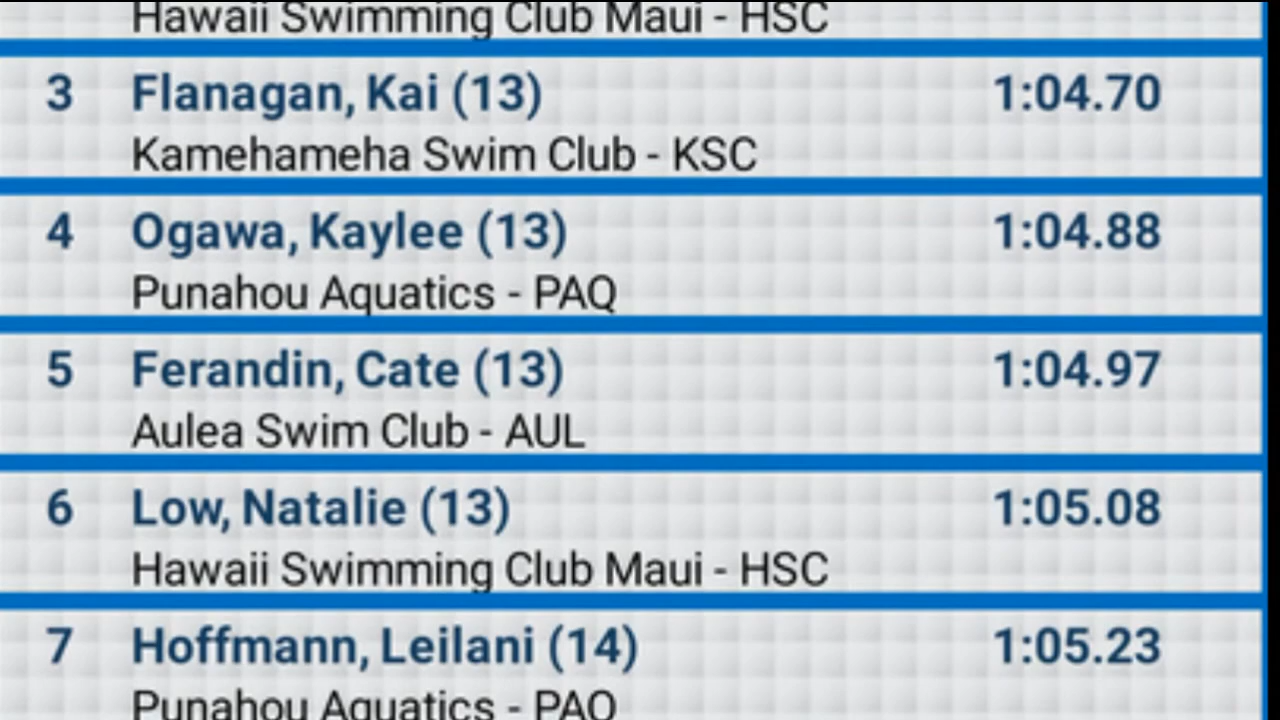 Hawaii Swimming Club Maui - HSC
3 Flanagan, Kai (13) 1:04.70
Kamehameha Swim Club - KSC
4 Ogawa, Kaylee (13) 1:04.88
Punahou Aquatics - PAQ
5 Ferandin, Cate (13) 1:04.97
Aulea Swim Club - AUL
6 Low, Natalie (13) 1:05.08
Hawaii Swimming Club Maui - HSC
7 Hoffmann, Leilani (14) 1:05.23
Punahou Aquatics - PAQ